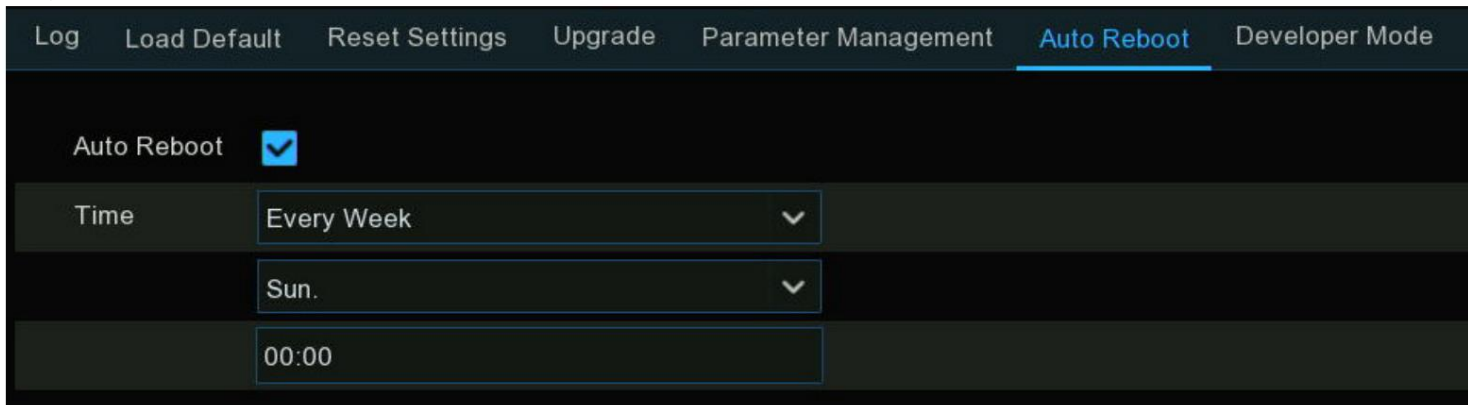 Log Load Default Reset Settings Upgrade Parameter Management Auto Reboot Developer Mode
Auto Reboot
Time Every Week
Sun.
00:00